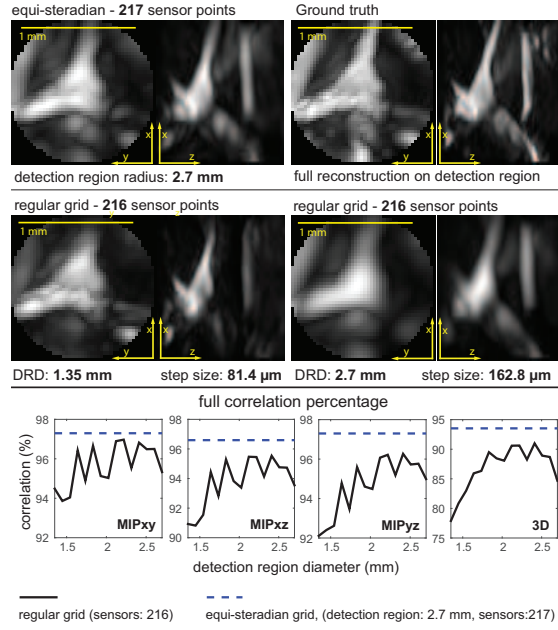 equi-steradian - 217 sensor points
Ground truth
1 mm
x
y
z
1 mm
x
y
z
detection region radius: 2.7 mm
full reconstruction on detection region
regular grid - 216 sensor points
regular grid - 216 sensor points
1 mm
x
y
z
1 mm
x
y
z
DRD: 1.35 mm
step size: 81.4 µm
DRD: 2.7 mm
step size: 162.8 µm
full correlation percentage
correlation (%)
98
96
94
92
1.5
2
2.5
MIPxy
98
96
94
92
90
1.5
2
2.5
MIPxz
98
96
94
92
1.5
2
2.5
MIPyz
95
90
85
80
75
1.5
2
2.5
3D
detection region diameter (mm)
regular grid (sensors: 216)
equi-steradian grid, (detection region: 2.7 mm, sensors:217)